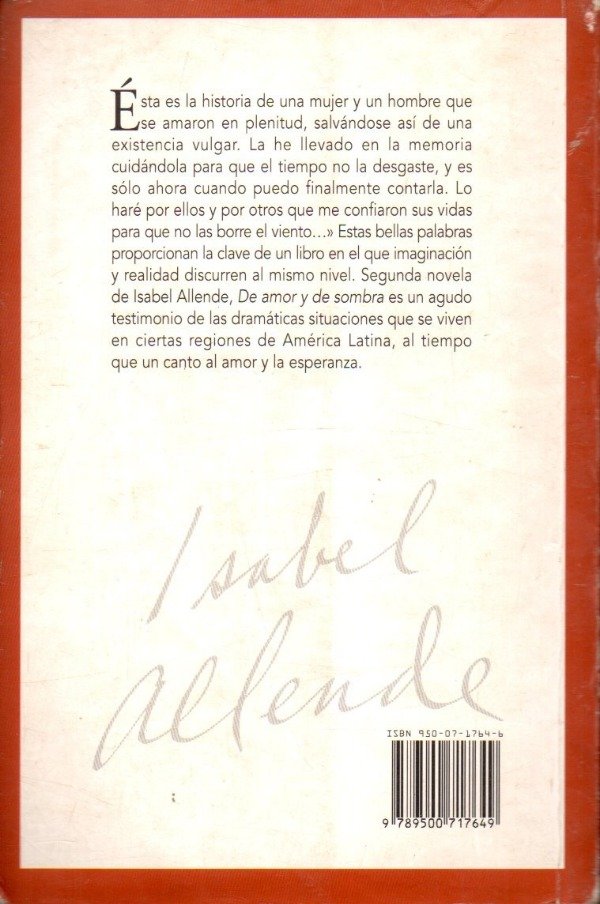 Ésta es la historia de una mujer y un hombre que
se amaron en plenitud, salvándose así de una
existencia vulgar. La he llevado en la memoria
cuidándola para que el tiempo no la desgaste, y es
sólo ahora cuando puedo finalmente contarla. Lo
haré por ellos y por otros que me confiaron sus vidas
para que no las borre el viento...» Estas bellas palabras
proporcionan la clave de un libro en el que imaginación
y realidad discurren al mismo nivel. Segunda novela
de Isabel Allende, De amor y de sombra es un agudo
testimonio de las dramáticas situaciones que se viven
en ciertas regiones de América Latina, al tiempo
que un canto al amor y la esperanza.
Isabel
Allende
ISBN 950-07-1764-6
9 789500 717649